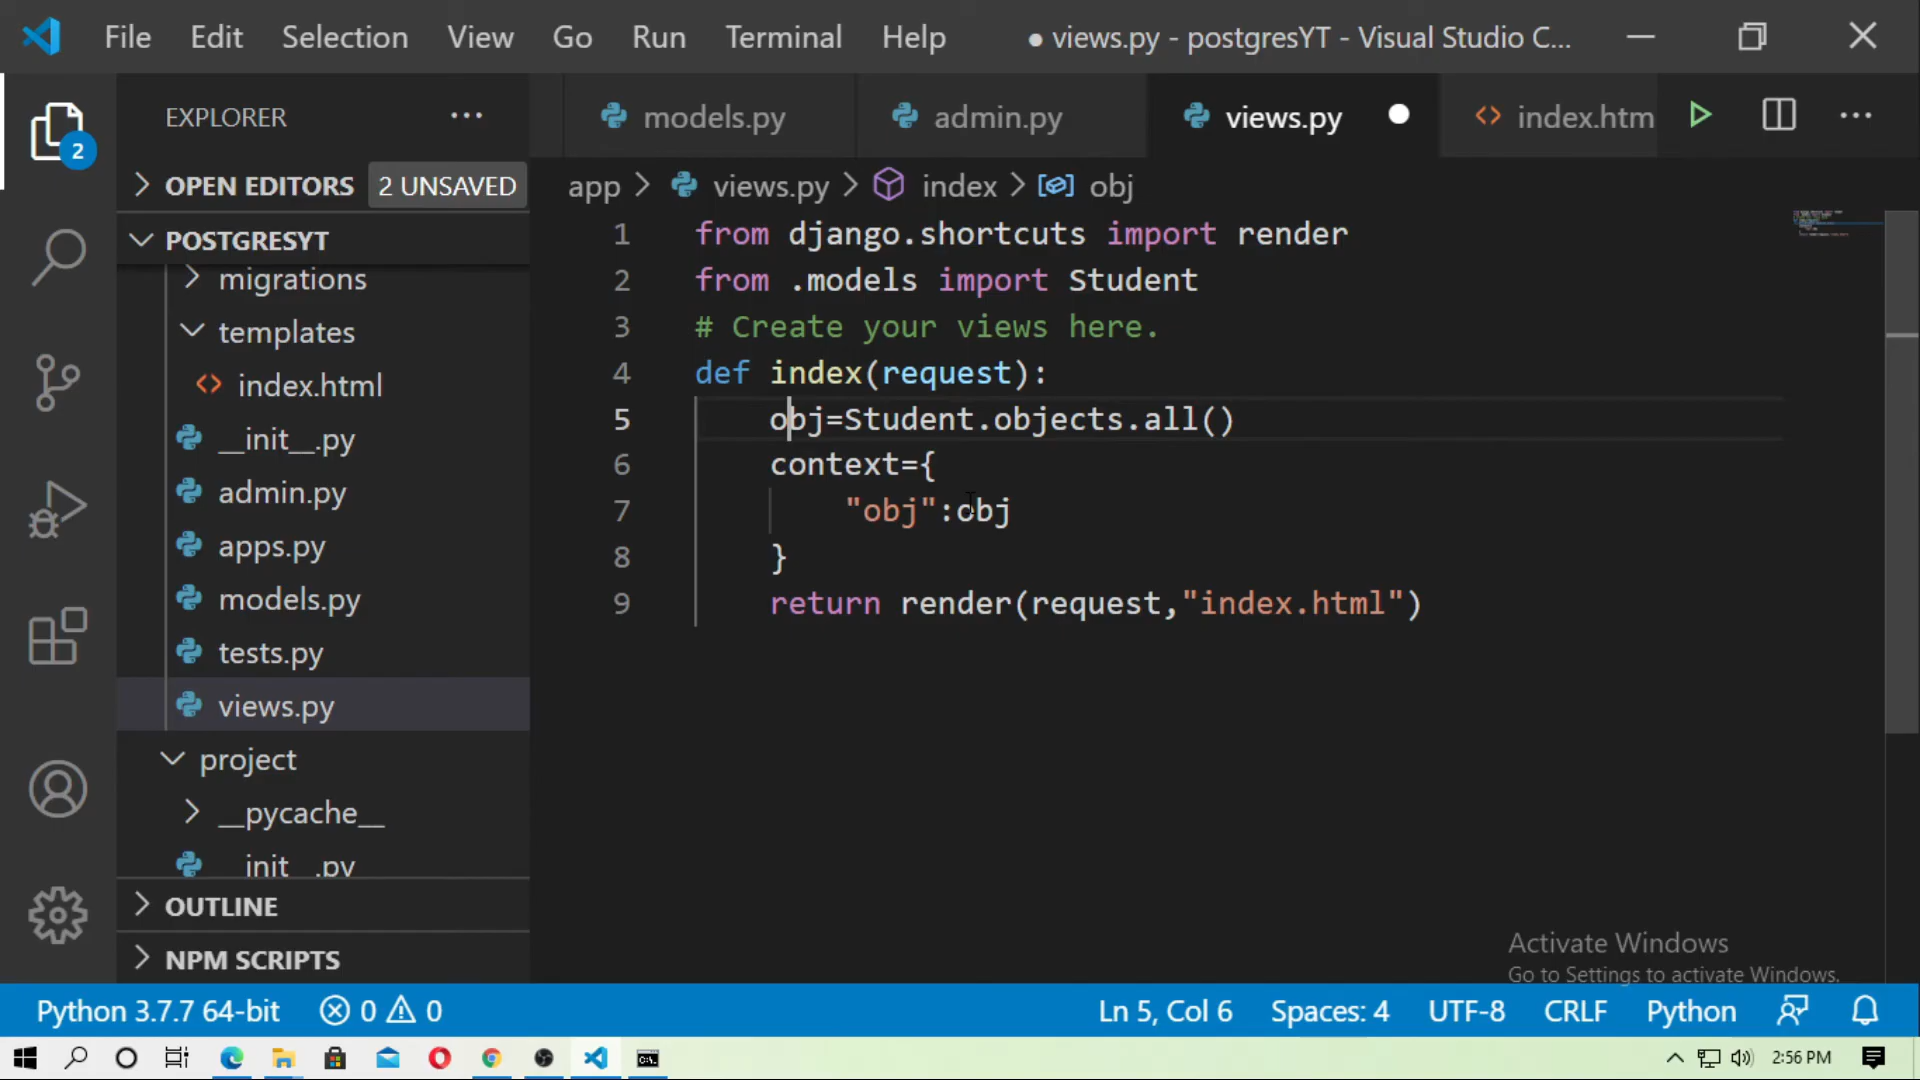 File Edit Selection View Go Run Terminal Help ● views.py - postgresYT - Visual Studio C...
EXPLORER ...
models.py admin.py views.py index.htm
2
OPEN EDITORS 2 UNSAVED
app > views.py > index > obj
POSTGRESYT
migrations
templates
index.html
__init__.py
admin.py
apps.py
models.py
tests.py
views.py
project
__pycache__
__init__.py
OUTLINE
NPM SCRIPTS
1 from django.shortcuts import render
2 from .models import Student
3 # Create your views here.
4 def index(request):
5 obj=Student.objects.all()
6 context={
7 "obj":obj
8 }
9 return render(request,"index.html")
Activate Windows
Go to Settings to activate Windows.
Python 3.7.7 64-bit 0 0 Ln 5, Col 6 Spaces: 4 UTF-8 CRLF Python
2:56 PM